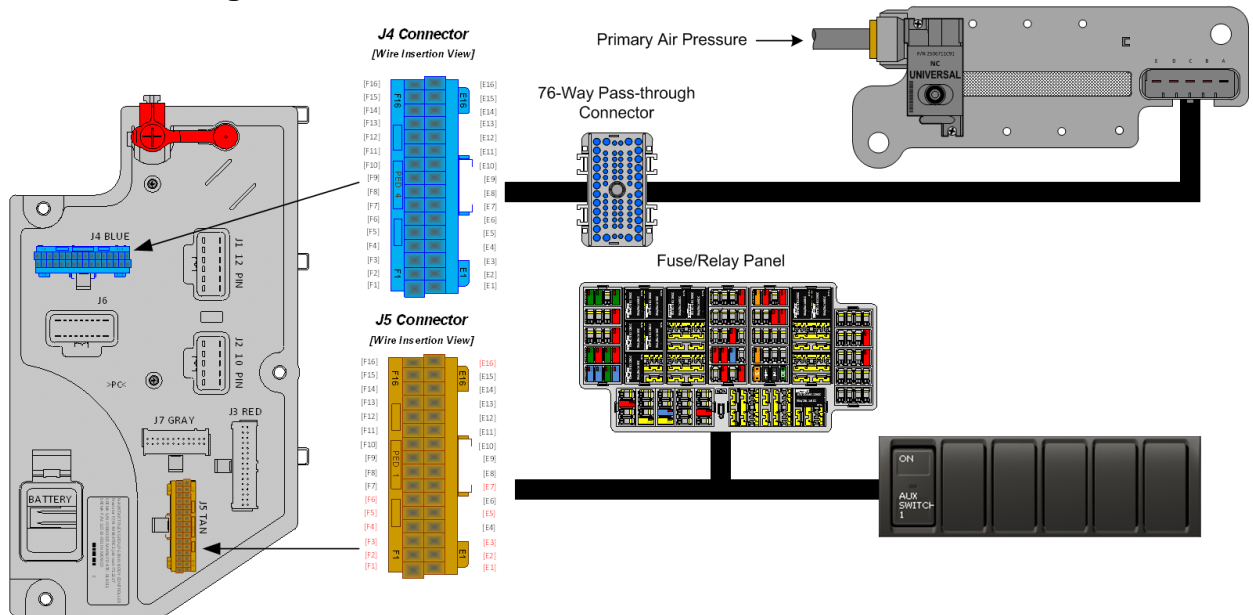 J4 Connector
[Wire Insertion View]
[F16]
[F15]
[F14]
[F13]
[F12]
[F11]
[F10]
[F9]
[F8]
[F7]
[F6]
[F5]
[F4]
[F3]
[F2]
[F1]
F16
PED 4
F1
E16
E1
[E16]
[E15]
[E14]
[E13]
[E12]
[E11]
[E10]
[E9]
[E8]
[E7]
[E6]
[E5]
[E4]
[E3]
[E2]
[E1]
Primary Air Pressure
NC
UNIVERSAL
E D C B A
76-Way Pass-through
Connector
J4 BLUE
J1 12 PIN
J6
J2 10 PIN
>PC<
J3 RED
J7 GRAY
J5 TAN
BATTERY
J5 Connector
[Wire Insertion View]
[F16]
[F15]
[F14]
[F13]
[F12]
[F11]
[F10]
[F9]
[F8]
[F7]
[F6]
[F5]
[F4]
[F3]
[F2]
[F1]
F16
PED 1
F1
E16
E1
[E16]
[E15]
[E14]
[E13]
[E12]
[E11]
[E10]
[E9]
[E8]
[E7]
[E6]
[E5]
[E4]
[E3]
[E2]
[E1]
Fuse/Relay Panel
ON
AUX
SWITCH
1